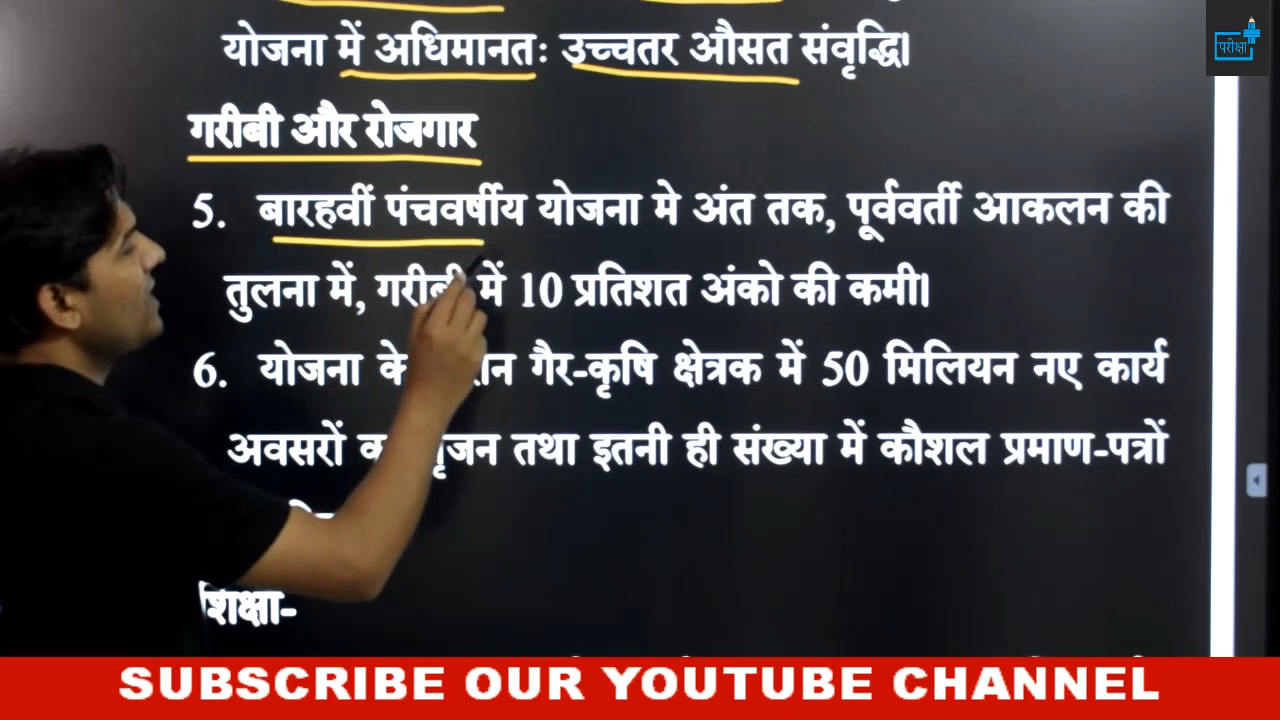 योजना में अधिमानतः उच्चतर औसत संवृद्धि।
परीक्षा
गरीबी और रोजगार
5. बारहवीं पंचवर्षीय योजना मे अंत तक, पूर्ववर्ती आकलन की
तुलना में, गरीबी में 10 प्रतिशत अंको की कमी।
6. योजना के गैर-कृषि क्षेत्रक में 50 मिलियन नए कार्य
अवसरों तथा इतनी ही संख्या में कौशल प्रमाण-पत्रों
शिक्षा-
SUBSCRIBE OUR YOUTUBE CHANNEL